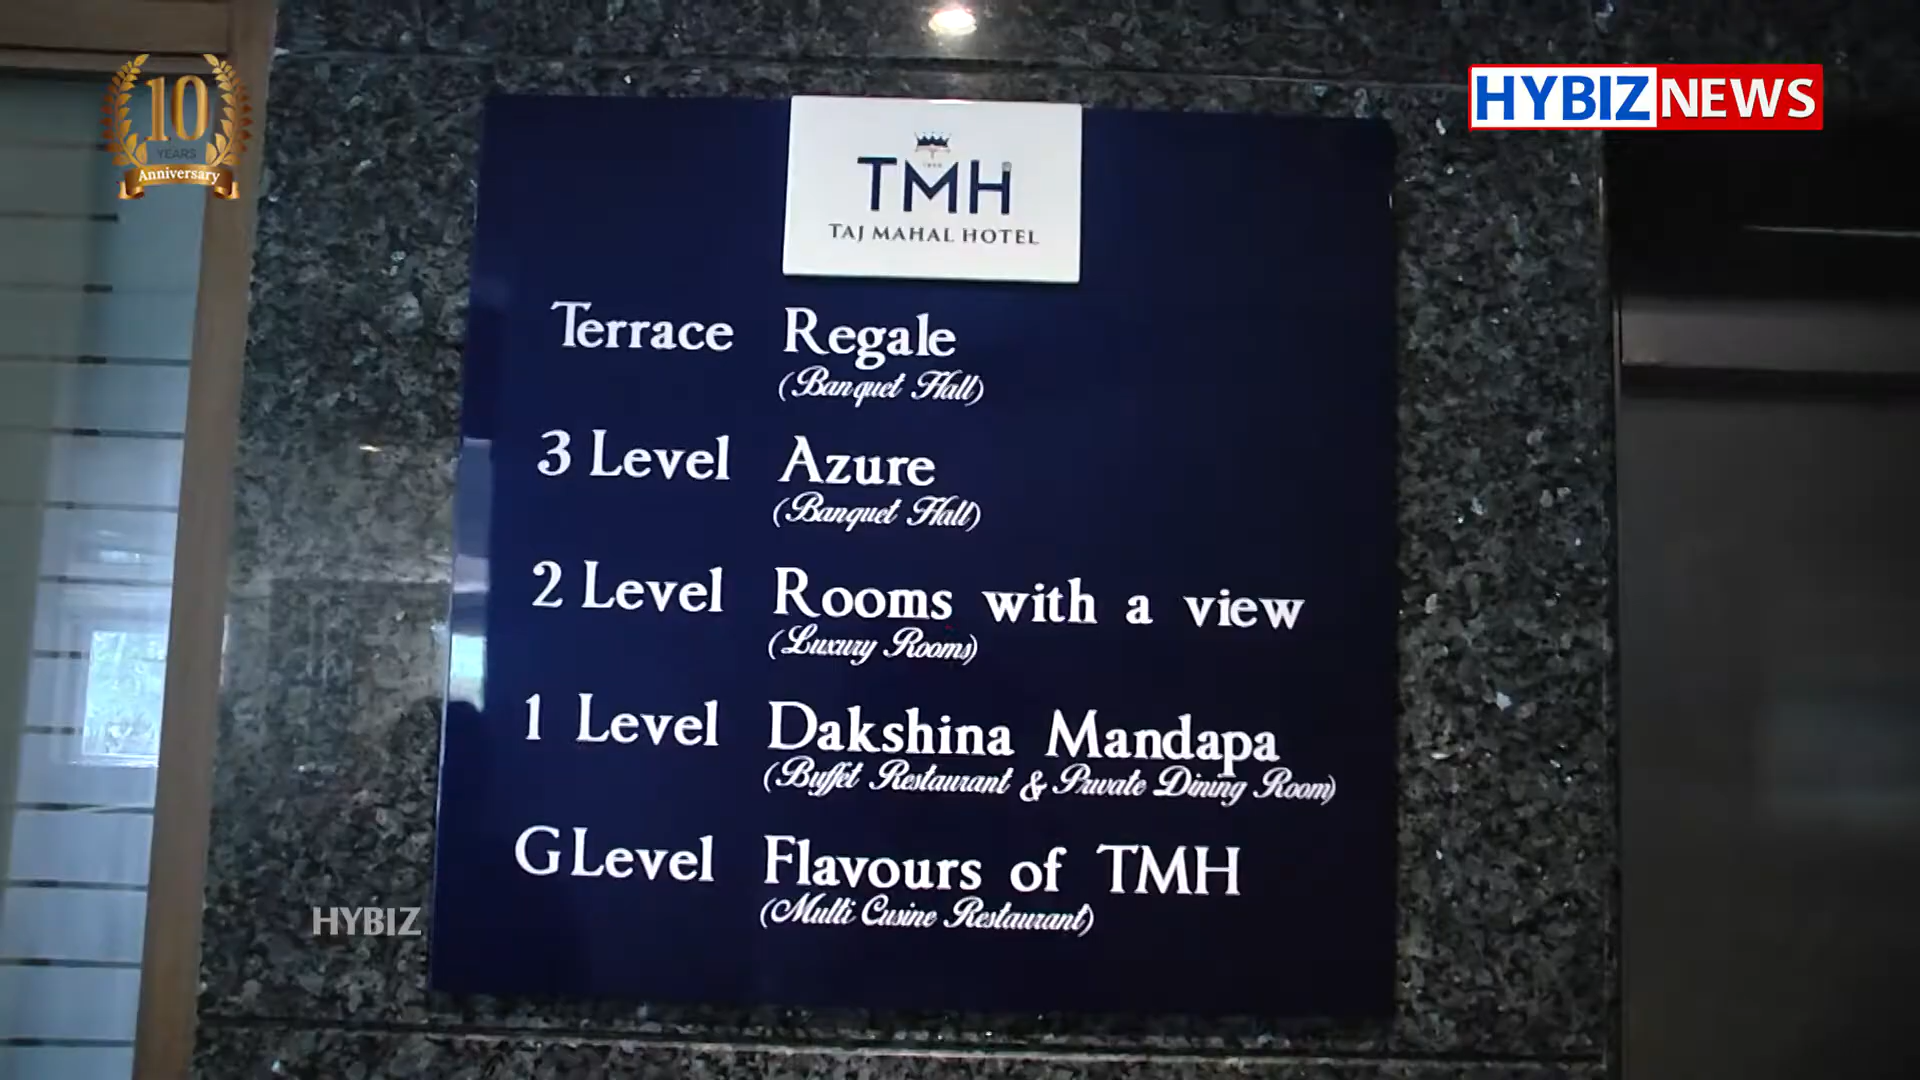 10
YEARS
Anniversary
HYBIZ NEWS
TMH
TAJ MAHAL HOTEL
Terrace Regale
(Banquet Hall)
3 Level Azure
(Banquet Hall)
2 Level Rooms with a view
(Luxury Rooms)
1 Level Dakshina Mandapa
(Buffet Restaurant & Private Dining Room)
G Level Flavours of TMH
(Multi Cusine Restaurant)
HYBIZ